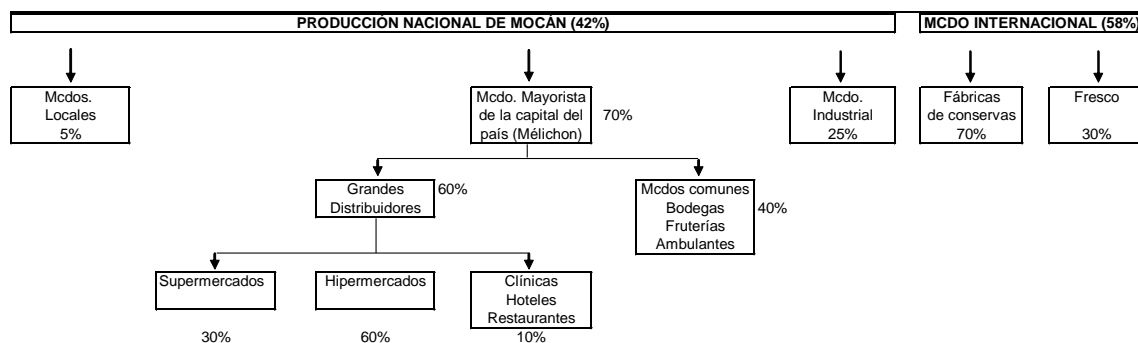 PRODUCCIÓN NACIONAL DE MOCÁN (42%)
MCDO INTERNACIONAL (58%)
Mcdos.
Locales
5%
Mcdo. Mayorista
de la capital del
país (Mélichon)
70%
Mcdo.
Industrial
25%
Fábricas
de conservas
70%
Fresco
30%
Grandes
Distribuidores
60%
Mcdos comunes
Bodegas
Fruterías
Ambulantes
40%
Supermercados
30%
Hipermercados
60%
Clínicas
Hoteles
Restaurantes
10%